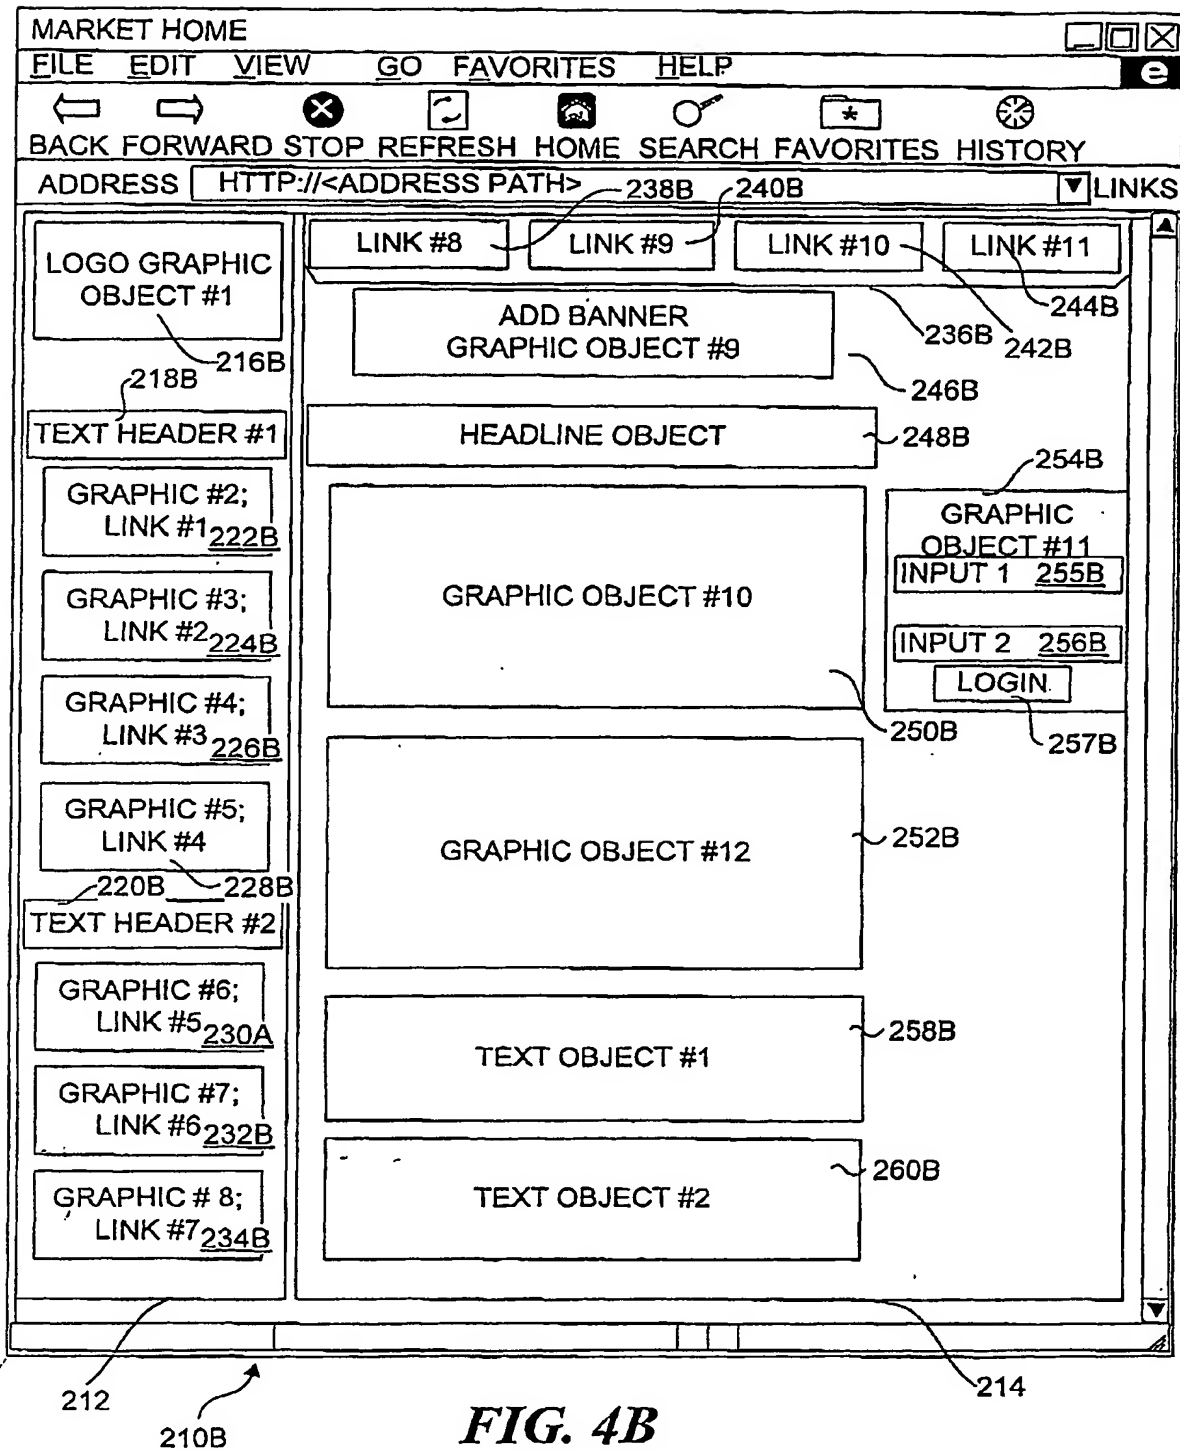 MARKET HOME
FILE EDIT VIEW GO FAVORITES HELP
e
BACK FORWARD STOP REFRESH HOME SEARCH FAVORITES HISTORY
ADDRESS HTTP://<ADDRESS PATH> LINKS
238B 240B
LOGO GRAPHIC
OBJECT #1
216B
218B
TEXT HEADER #1
GRAPHIC #2;
LINK #1 222B
GRAPHIC #3;
LINK #2 224B
GRAPHIC #4;
LINK #3 226B
GRAPHIC #5;
LINK #4
220B 228B
TEXT HEADER #2
GRAPHIC #6;
LINK #5 230A
GRAPHIC #7;
LINK #6 232B
GRAPHIC # 8;
LINK #7 234B
LINK #8 LINK #9 LINK #10 LINK #11
236B 242B 244B
ADD BANNER
GRAPHIC OBJECT #9
246B
HEADLINE OBJECT
248B
GRAPHIC OBJECT #10
250B
254B
GRAPHIC
OBJECT #11
INPUT 1 255B
INPUT 2 256B
LOGIN
257B
GRAPHIC OBJECT #12
252B
TEXT OBJECT #1
258B
TEXT OBJECT #2
260B
212
214
210B
FIG. 4B